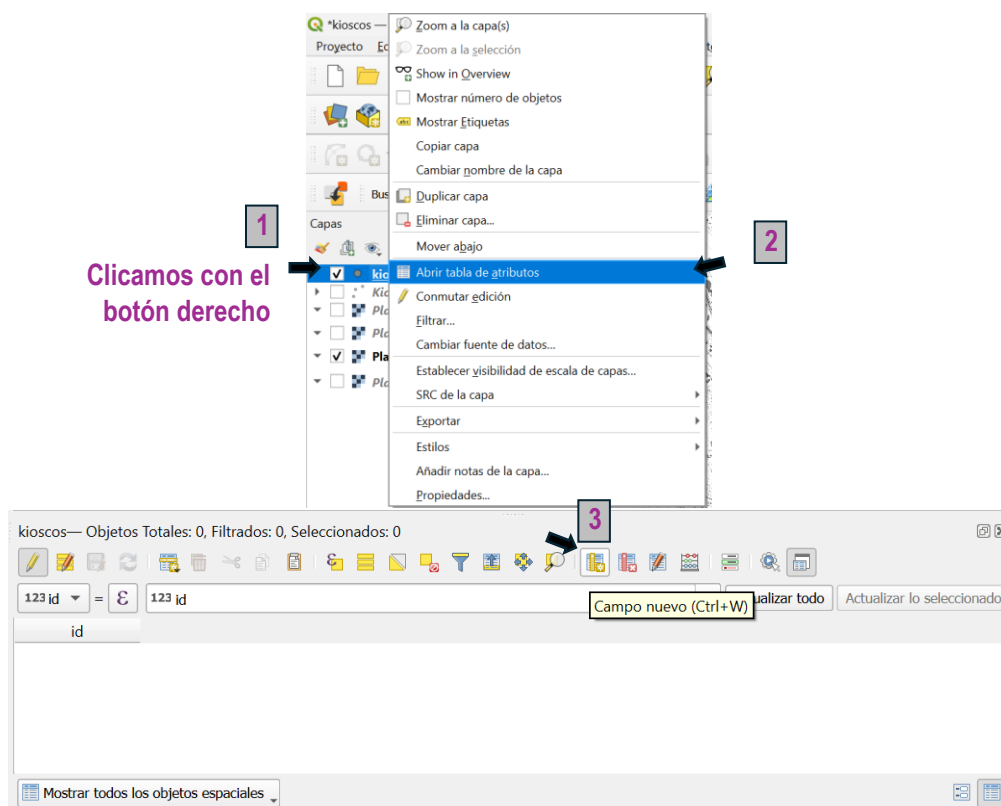 *kioscos —
Proyecto
Zoom a la capa(s)
Zoom a la selección
Show in Overview
Mostrar número de objetos
abc Mostrar Etiquetas
Copiar capa
Cambiar nombre de la capa
Duplicar capa
Eliminar capa...
Mover abajo
Abrir tabla de atributos
Conmutar edición
Filtrar...
Cambiar fuente de datos...
Establecer visibilidad de escala de capas...
SRC de la capa
Exportar
Estilos
Añadir notas de la capa...
Propiedades...
Capas
1
Clicamos con el
botón derecho
2
3
kioscos— Objetos Totales: 0, Filtrados: 0, Seleccionados: 0
123 id = ε 123 id
Campo nuevo (Ctrl+W)
todo
Actualizar lo seleccionado
id
Mostrar todos los objetos espaciales